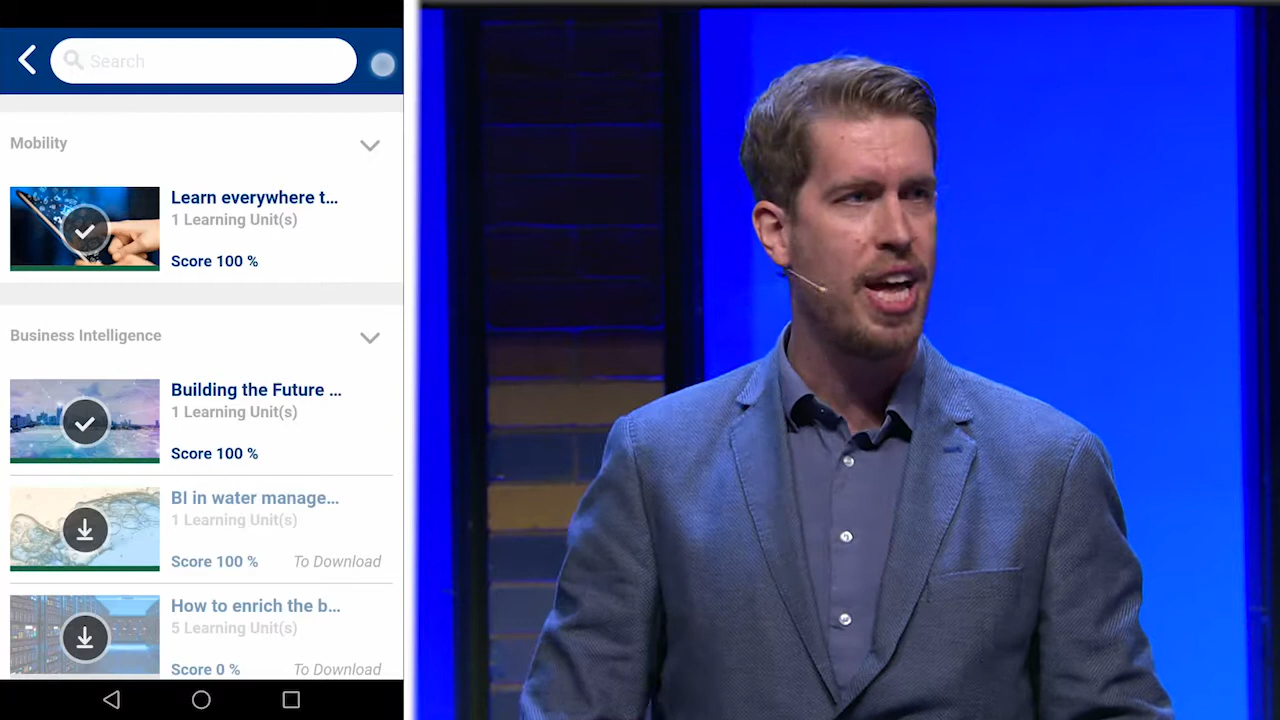 Search
Mobility
Learn everywhere t...
1 Learning Unit(s)
Score 100 %
Business Intelligence
Building the Future ...
1 Learning Unit(s)
Score 100 %
BI in water manage...
1 Learning Unit(s)
Score 100 % To Download
How to enrich the b...
5 Learning Unit(s)
Score 0 % To Download